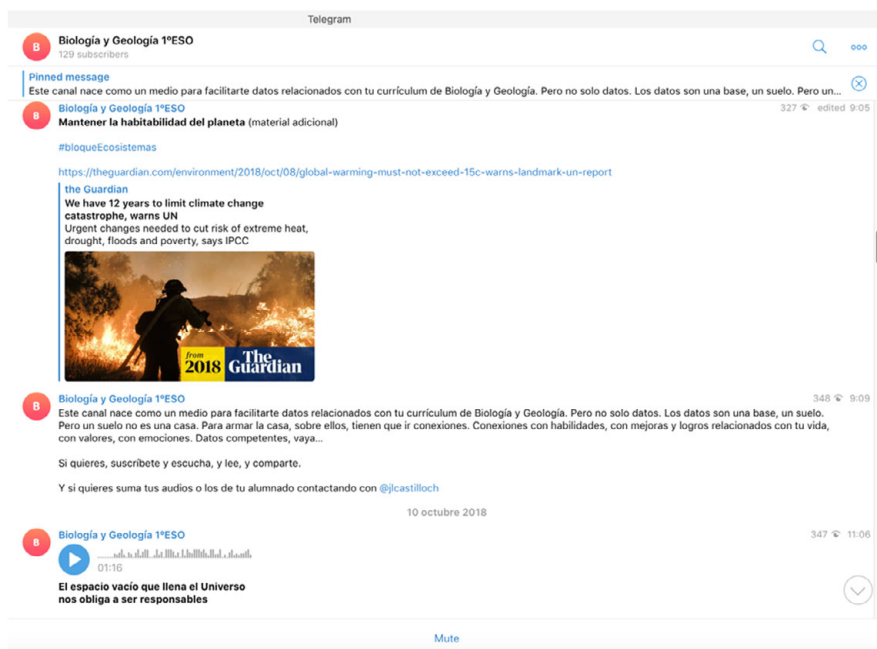 Telegram
Biología y Geología 1ºESO
129 subscribers
Pinned message
Este canal nace como un medio para facilitarte datos relacionados con tu currículum de Biología y Geología. Pero no solo datos. Los datos son una base, un suelo. Pero un...
B
Biología y Geología 1ºESO
327 edited 9:05
Mantener la habitabilidad del planeta (material adicional)
#bloqueEcosistemas
https://theguardian.com/environment/2018/oct/08/global-warming-must-not-exceed-15c-warns-landmark-un-report
the Guardian
We have 12 years to limit climate change
catastrophe, warns UN
Urgent changes needed to cut risk of extreme heat,
drought, floods and poverty, says IPCC
from
2018 The Guardian
B
Biología y Geología 1ºESO
348 9:09
Este canal nace como un medio para facilitarte datos relacionados con tu currículum de Biología y Geología. Pero no solo datos. Los datos son una base, un suelo.
Pero un suelo no es una casa. Para armar la casa, sobre ellos, tienen que ir conexiones. Conexiones con habilidades, con mejoras y logros relacionados con tu vida,
con valores, con emociones. Datos competentes, vaya...
Si quieres, suscríbete y escucha, y lee, y comparte.
Y si quieres suma tus audios o los de tu alumnado contactando con @jlcastilloch
10 octubre 2018
B
Biología y Geología 1ºESO
347 11:06
01:16
El espacio vacío que llena el Universo
nos obliga a ser responsables
Mute